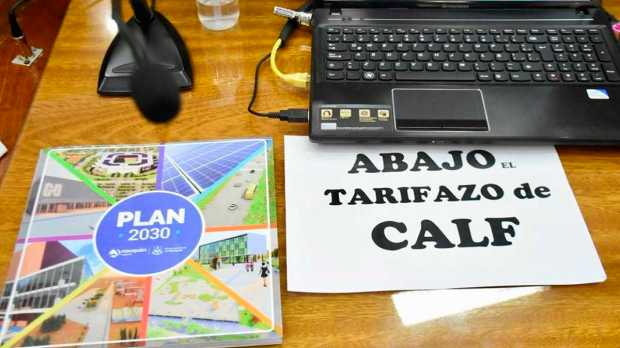 PLAN
2030
ABAJO EL
TARIFAZO de
CALF